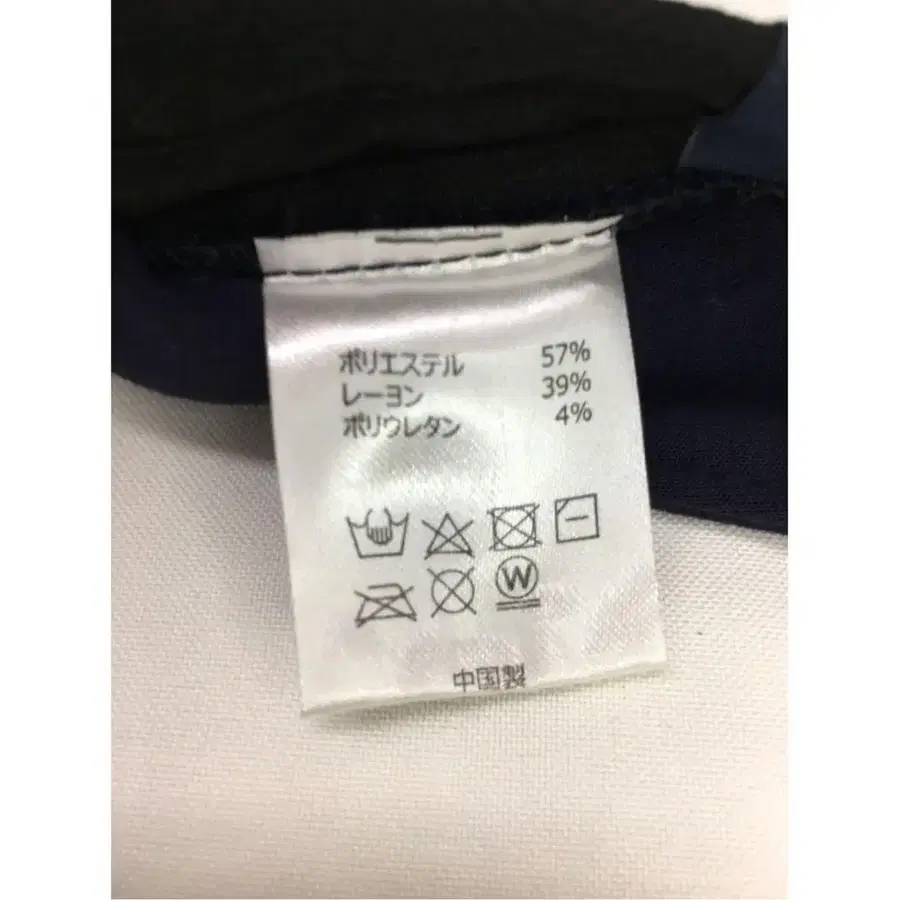 ポリエステル 57%
レーヨン 39%
ポリウレタン 4%
W
中国製